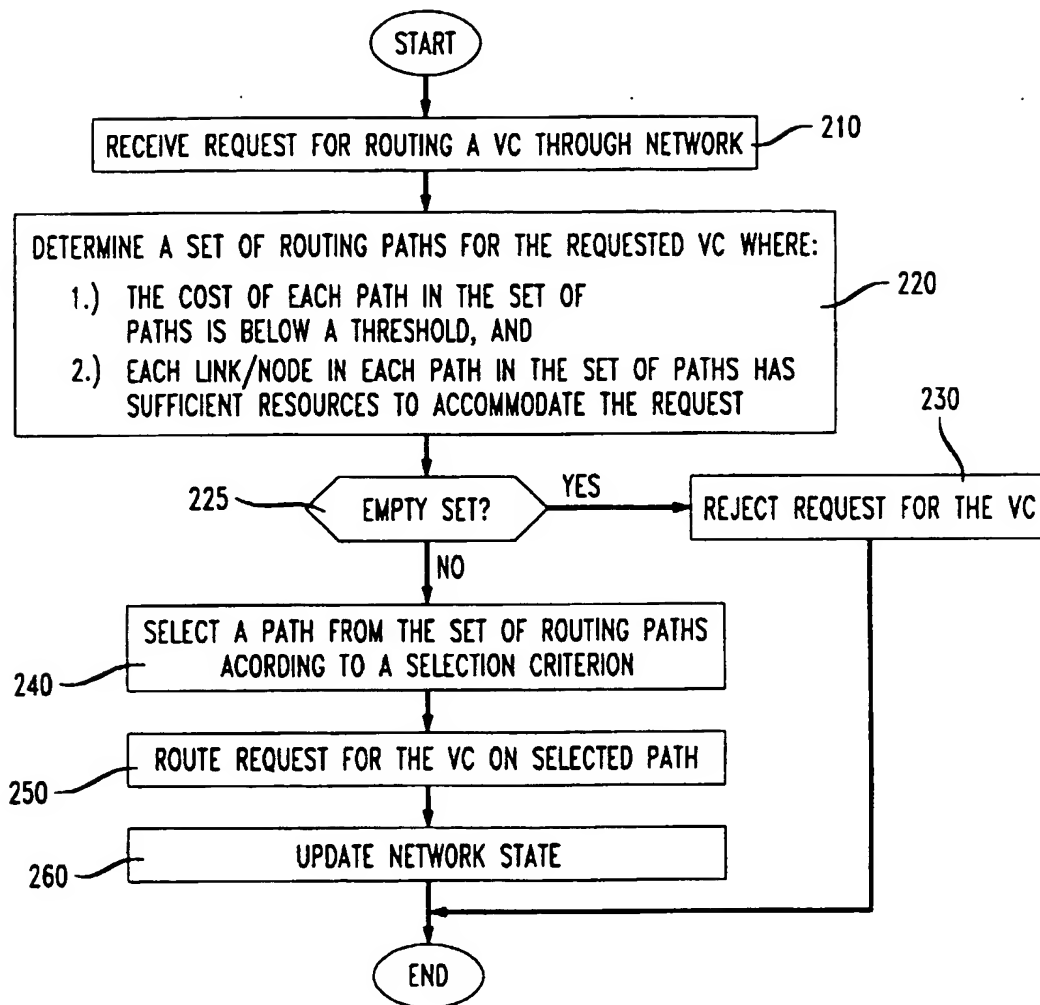 START
RECEIVE REQUEST FOR ROUTING A VC THROUGH NETWORK
210
DETERMINE A SET OF ROUTING PATHS FOR THE REQUESTED VC WHERE:
1.) THE COST OF EACH PATH IN THE SET OF
PATHS IS BELOW A THRESHOLD, AND
2.) EACH LINK/NODE IN EACH PATH IN THE SET OF PATHS HAS
SUFFICIENT RESOURCES TO ACCOMMODATE THE REQUEST
220
225
EMPTY SET?
YES
230
REJECT REQUEST FOR THE VC
NO
SELECT A PATH FROM THE SET OF ROUTING PATHS
ACORDING TO A SELECTION CRITERION
240
ROUTE REQUEST FOR THE VC ON SELECTED PATH
250
UPDATE NETWORK STATE
260
END